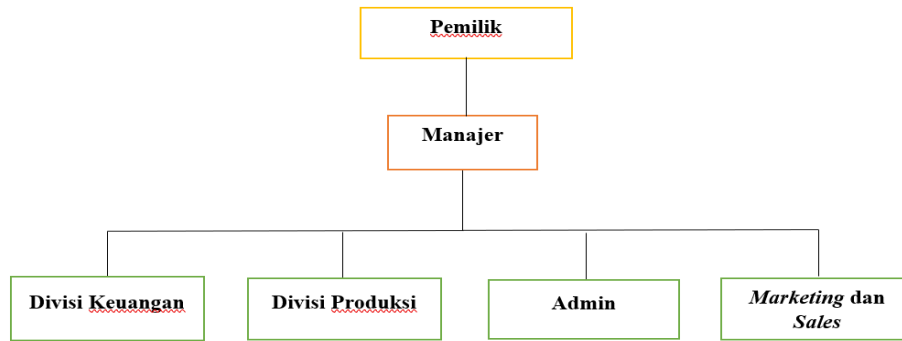 Pemilik
Manajer
Divisi Keuangan
Divisi Produksi
Admin
Marketing dan
Sales